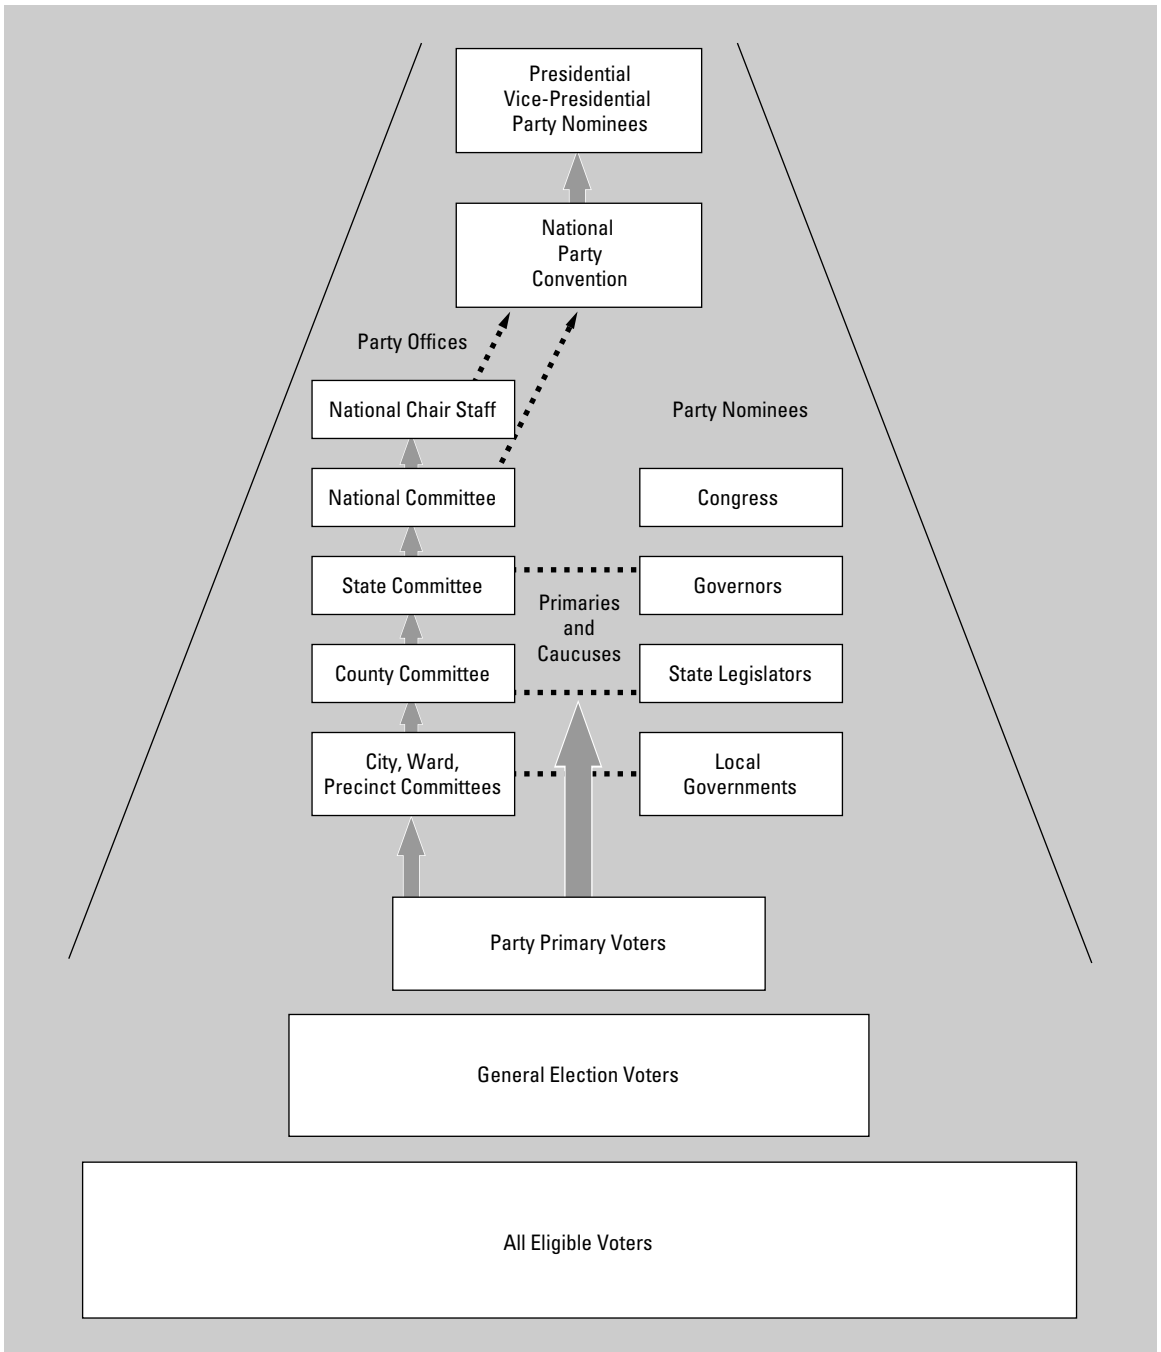 Presidential
Vice-Presidential
Party Nominees
National
Party
Convention
Party Offices
National Chair Staff
Party Nominees
National Committee
Congress
State Committee
Governors
Primaries
and
Caucuses
County Committee
State Legislators
City, Ward,
Precinct Committees
Local
Governments
Party Primary Voters
General Election Voters
All Eligible Voters